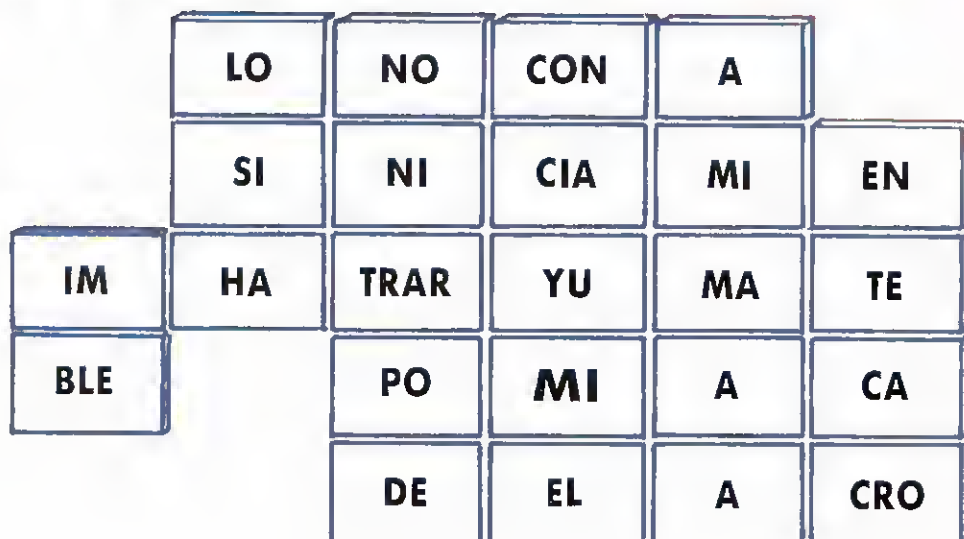 LO NO CON A
SI NI CIA MI EN
IM HA TRAR YU MA TE
BLE PO MI A CA
DE EL A CRO